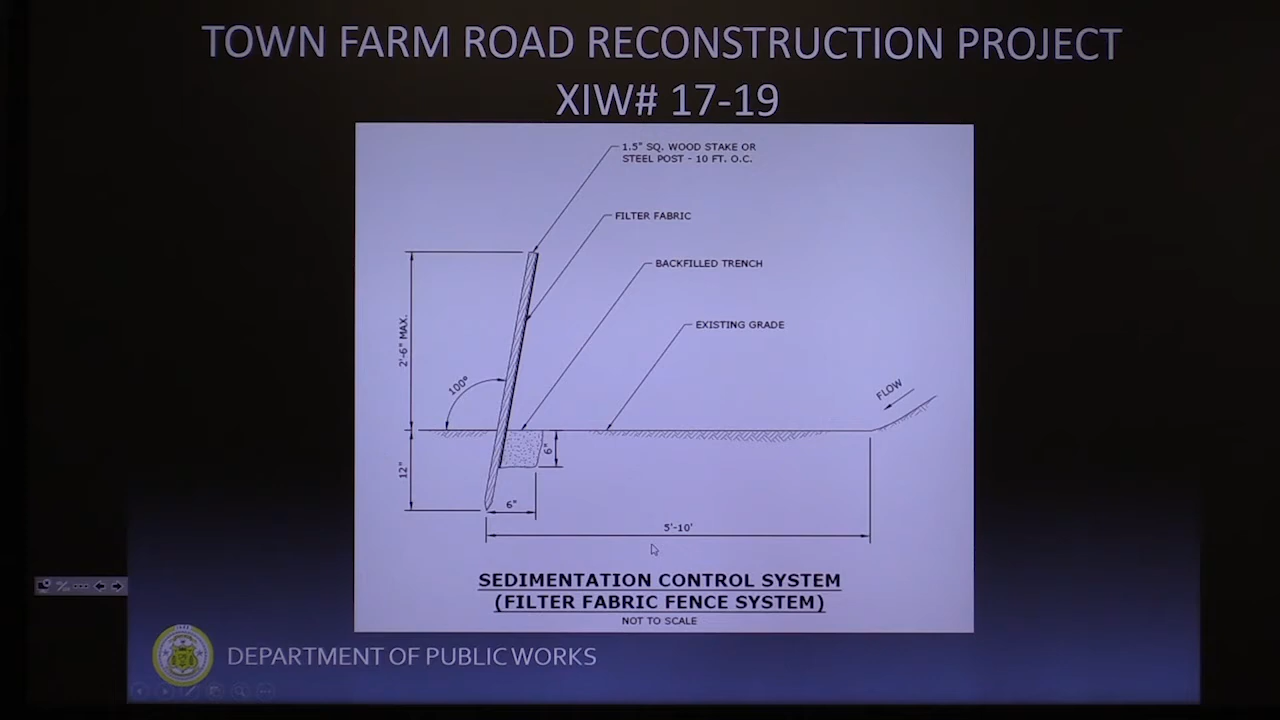 TOWN FARM ROAD RECONSTRUCTION PROJECT
XIW# 17-19
1.5" SQ. WOOD STAKE OR
STEEL POST - 10 FT. O.C.
FILTER FABRIC
BACKFILLED TRENCH
EXISTING GRADE
2'-6" MAX.
100°
FLOW
12"
6"
6"
5'-10'
SEDIMENTATION CONTROL SYSTEM
(FILTER FABRIC FENCE SYSTEM)
NOT TO SCALE
DEPARTMENT OF PUBLIC WORKS